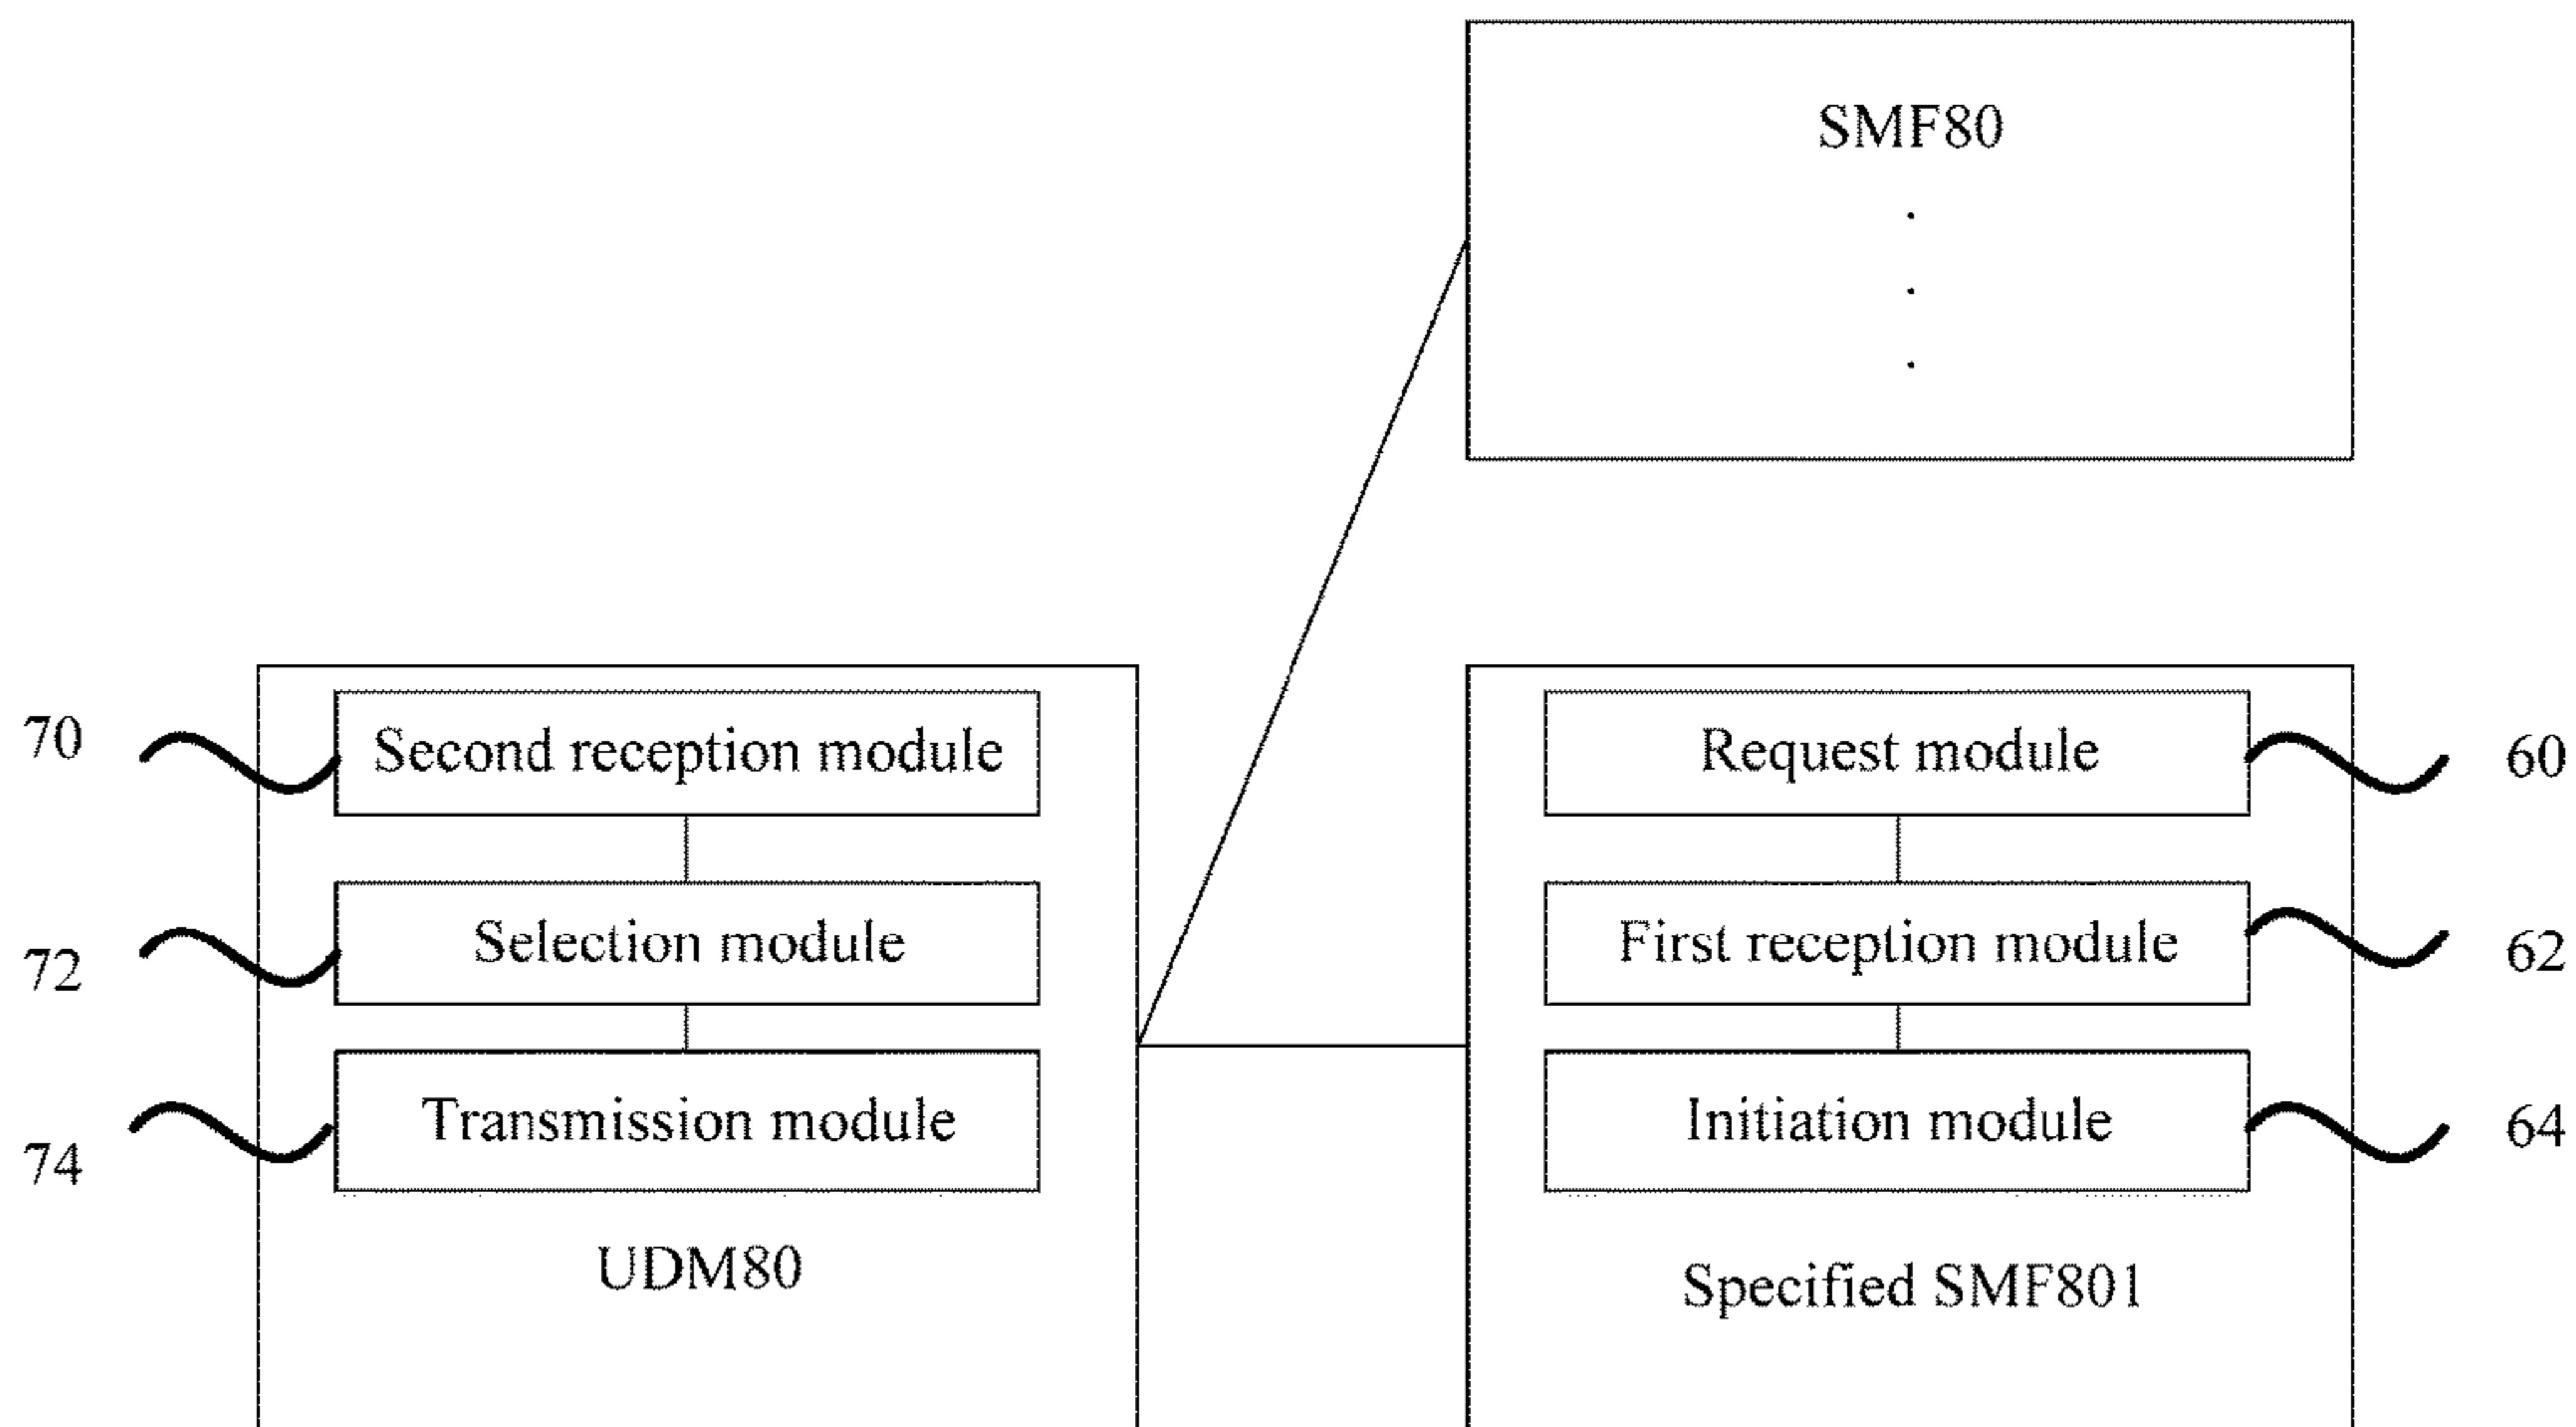 SMF80
70
Second reception module
Request module
60
72
Selection module
First reception module
62
74
Transmission module
Initiation module
64
UDM80
Specified SMF801